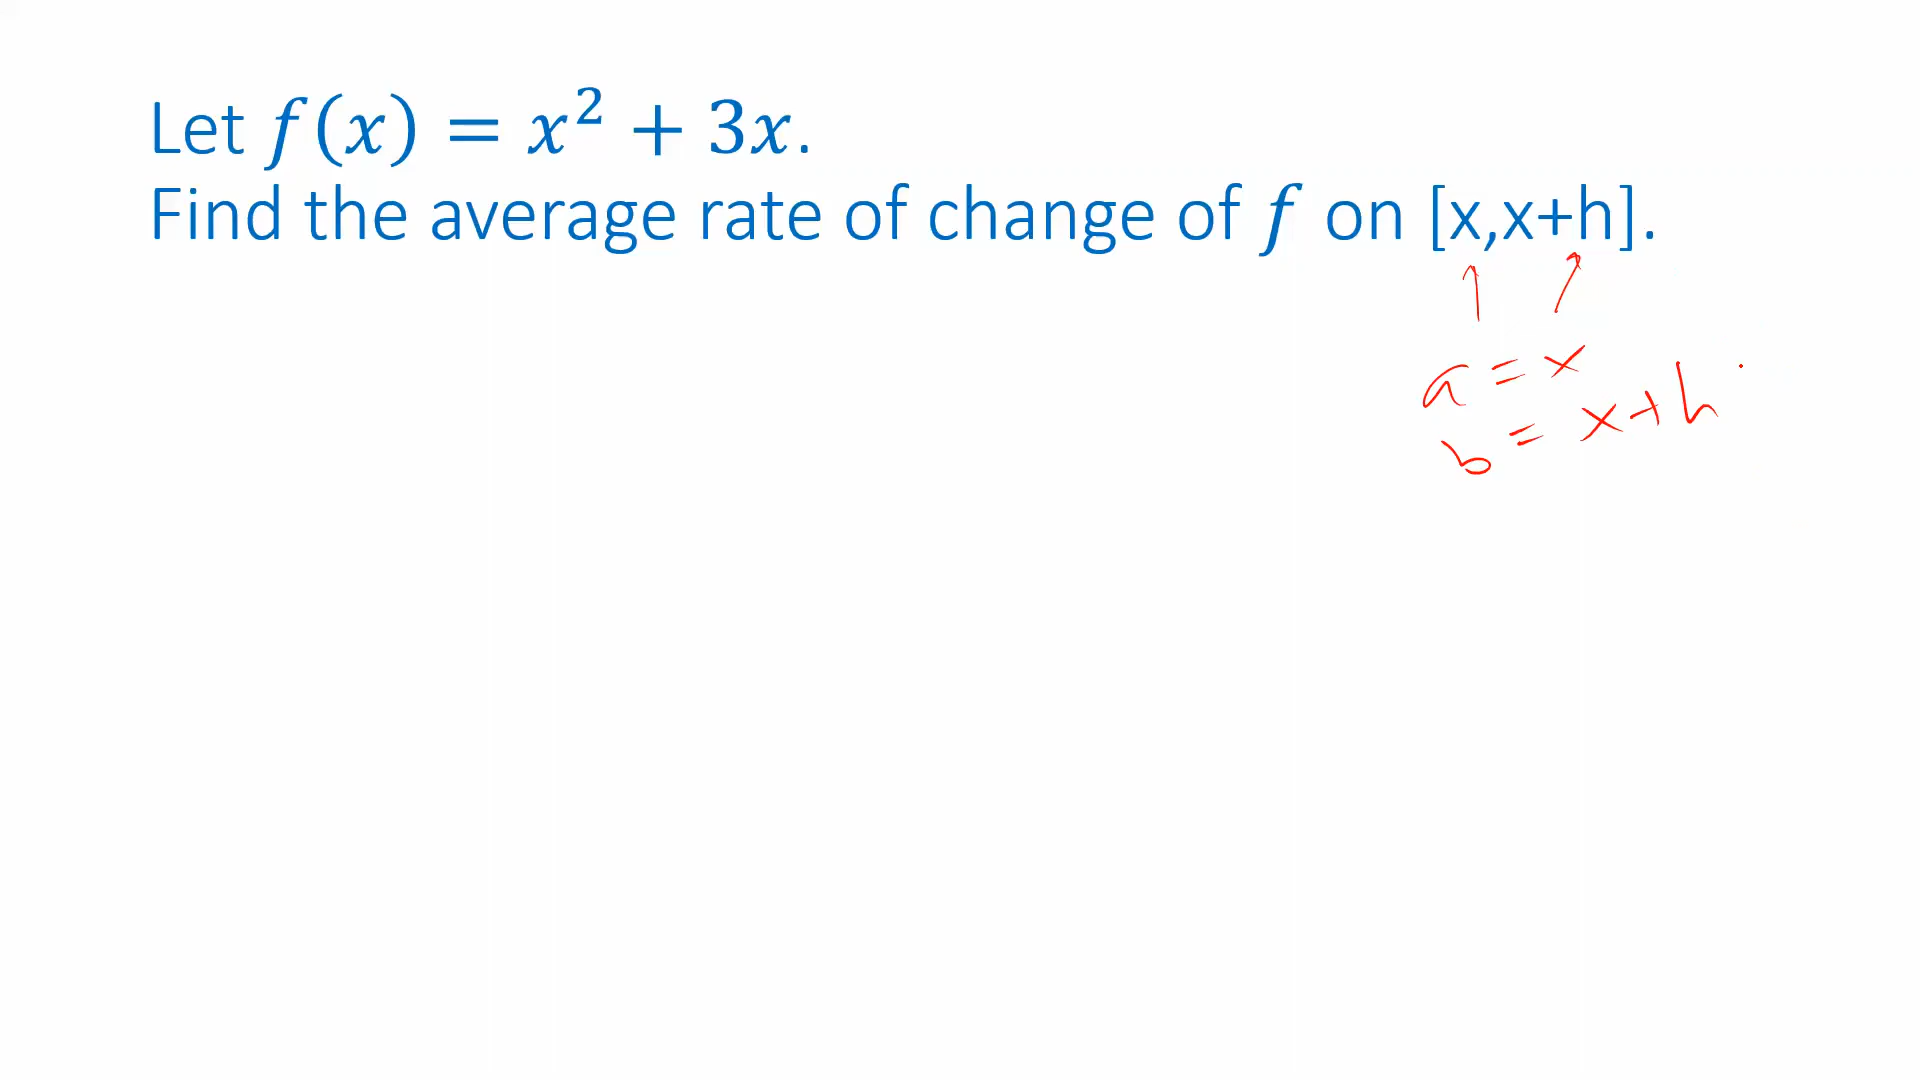 Let f(x) = x² + 3x.
Find the average rate of change of f on [x,x+h].
a = x
b = x+h